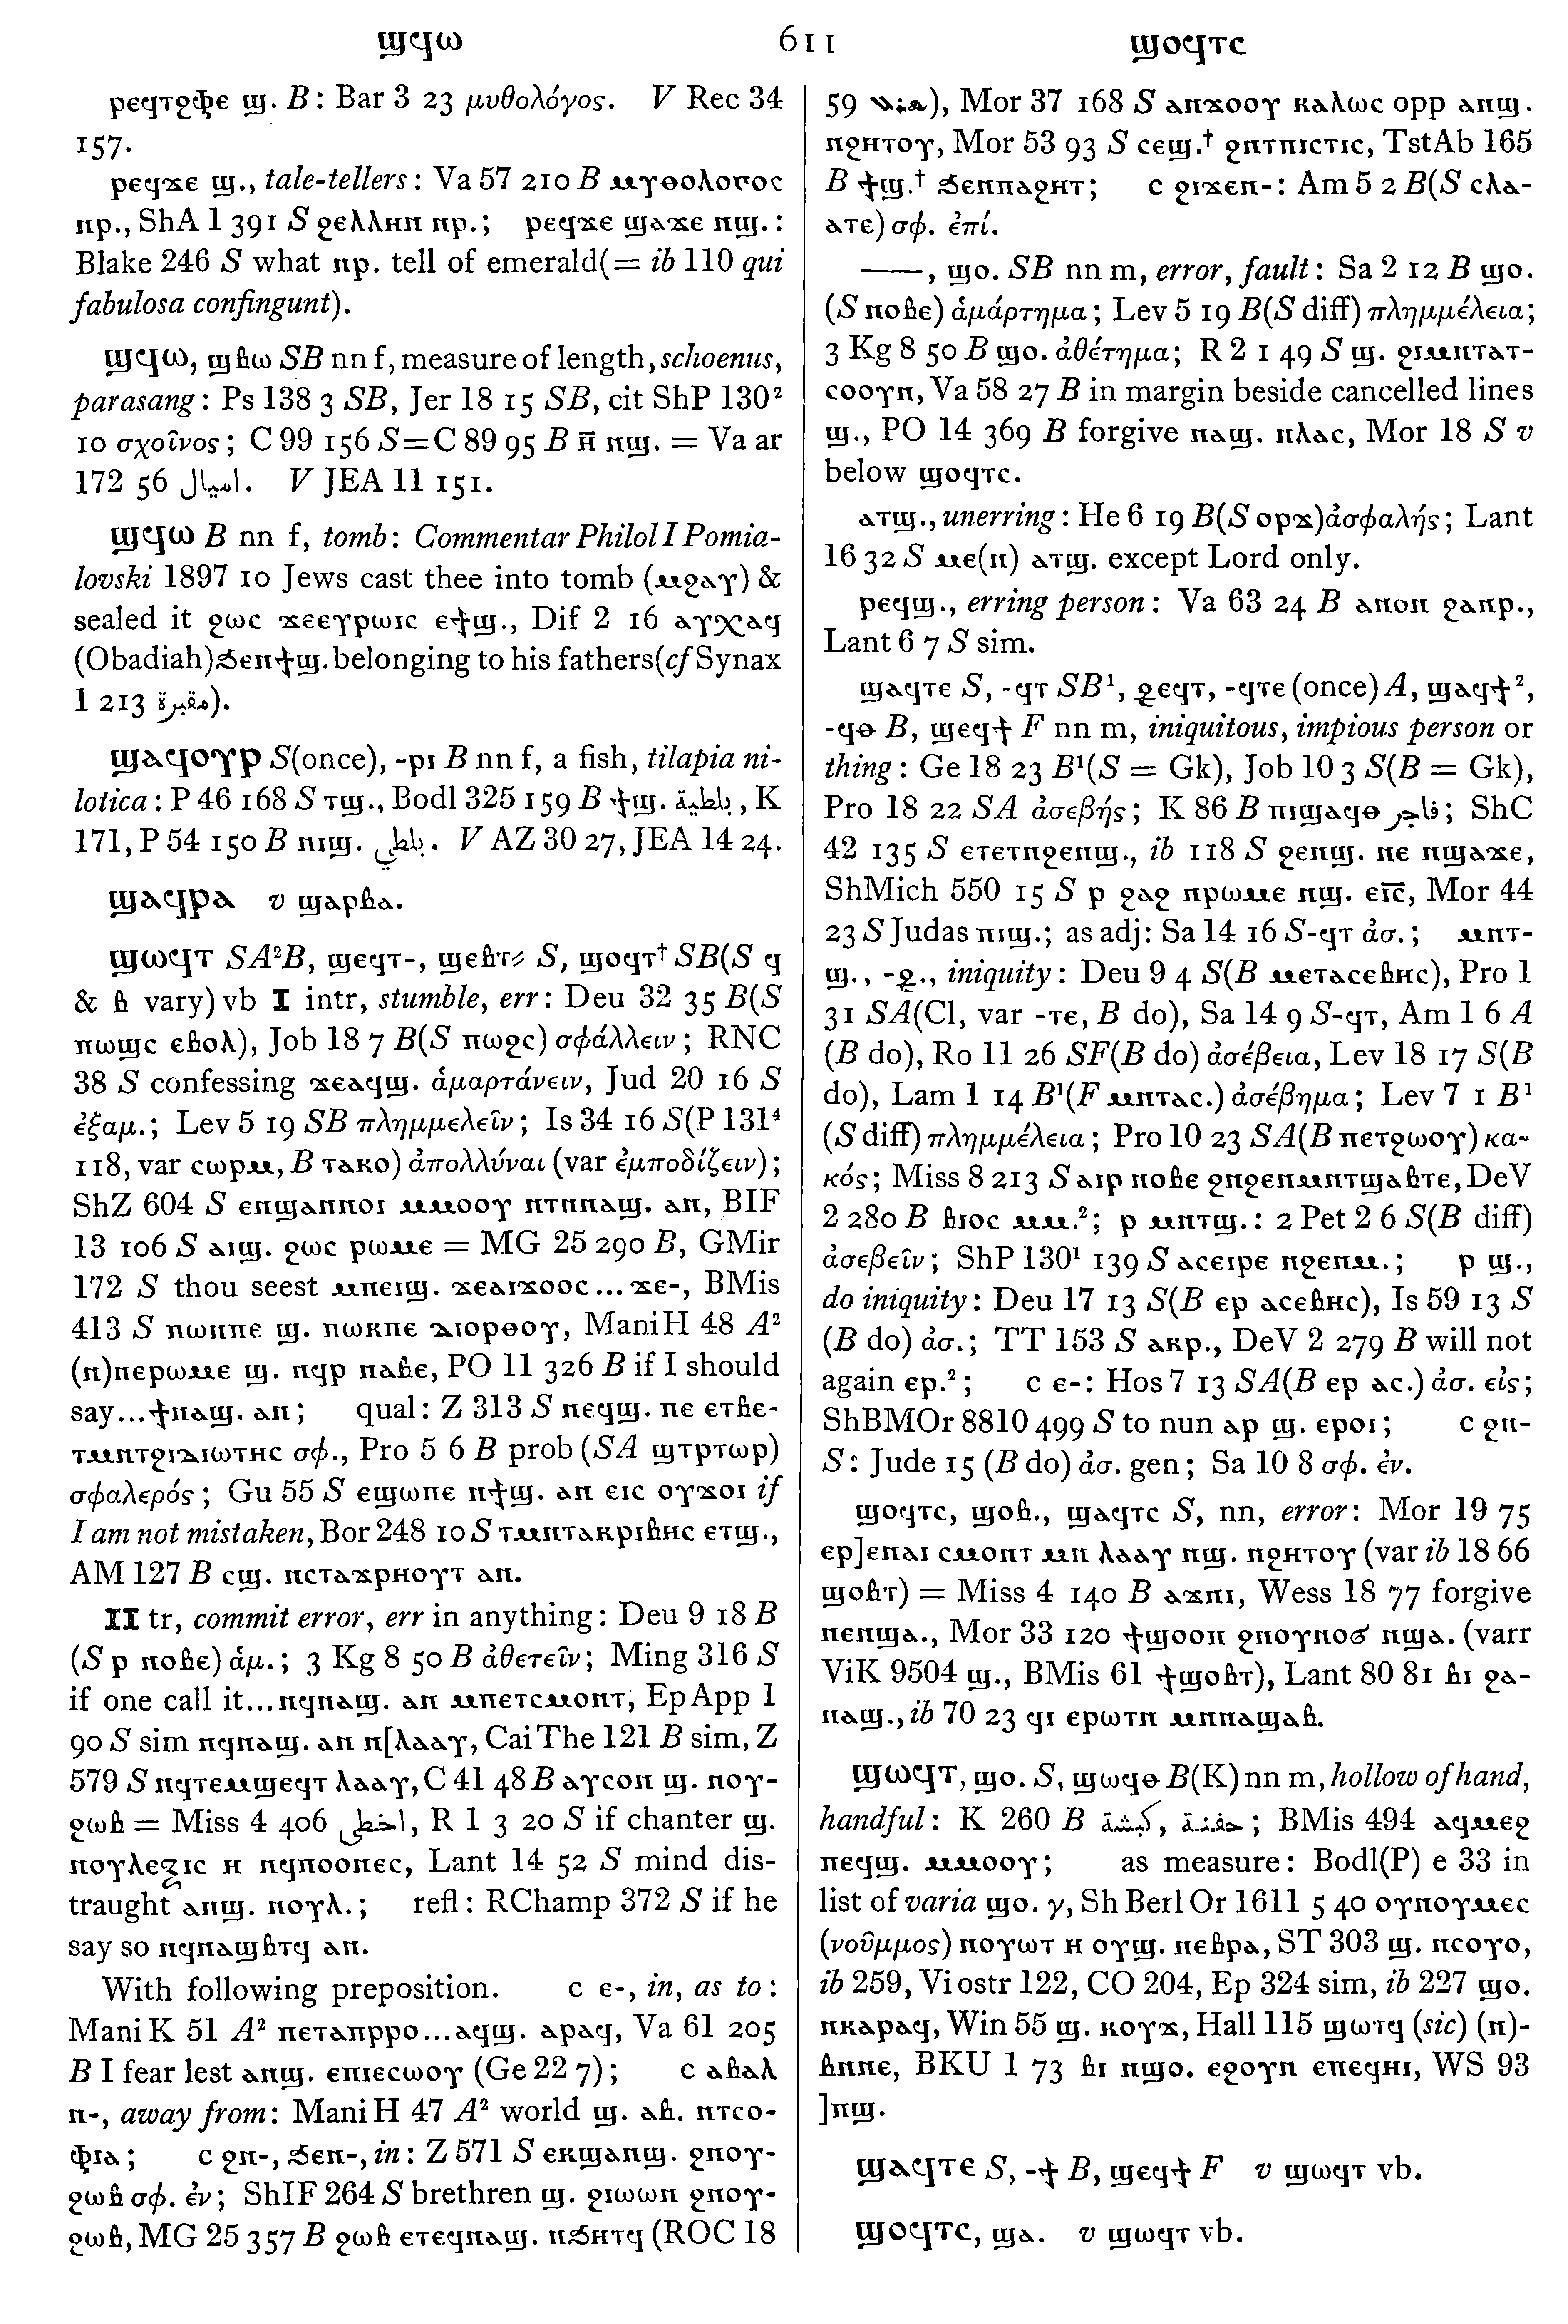 ϣϥⲱ 611 ϣⲟϥⲧⲥ
ⲣⲉϥⲧϩⲫⲉ ϣ. B: Bar 3 23 μυθολόγος. V Rec 34
157.
ⲣⲉϥϫⲉ ϣ., tale-tellers: Va 57 210 B ⲙⲩⲑⲟⲗⲟⲅⲟⲥ
ⲛⲣ., ShA 1 391 S ϩⲉⲗⲗⲏⲛ ⲛⲣ.; ⲣⲉϥϫⲉ ϣⲁϫⲉ ⲛϣ.:
Blake 246 S what ⲛⲣ. tell of emerald(= ib 110 qui
fabulosa confingunt).
ϣϥⲱ, ϣⲃⲱ SB nn f, measure of length, schoenus,
parasang: Ps 138 3 SB, Jer 18 15 SB, cit ShP 130²
10 σχοῖνος; C 99 156 S=C 89 95 B ⲏ̅ ⲛϣ. = Va ar
172 56 اميال. V JEA 11 151.
ϣϥⲱ B nn f, tomb: Commentar Philol I Pomia-
lovski 1897 10 Jews cast thee into tomb (ⲙϩⲁⲩ) &
sealed it ϩⲱⲥ ϫⲉⲉⲩⲣⲱⲓⲥ ⲉϯϣ., Dif 2 16 ⲁⲩⲭⲁϥ
(Obadiah)ϧⲉⲛϯϣ. belonging to his fathers(cf Synax
1 213 مقبرة).
ϣⲁϥⲟⲩⲣ S(once), -ⲣⲓ B nn f, a fish, tilapia ni-
lotica: P 46 168 S ⲧϣ., Bodl 325 159 B ϯϣ. بلطية, K
171, P 54 150 B ⲡⲓϣ. بلطي. V AZ 30 27, JEA 14 24.
ϣⲁϥⲣⲁ v ϣⲁⲣⲃⲁ.
ϣⲱϥⲧ SA²B, ϣⲉϥⲧ-, ϣⲉⲃⲧ⸗ S, ϣⲟϥⲧ† SB(S ϥ
& ⲃ vary) vb I intr, stumble, err: Deu 32 35 B(S
ⲡⲱϣⲥ ⲉⲃⲟⲗ), Job 18 7 B(S ⲡⲱϩⲥ) σφάλλειν; RNC
38 S confessing ϫⲉⲁϥϣ. ἁμαρτάνειν, Jud 20 16 S
ἐξαμ.; Lev 5 19 SB πλημμελεῖν; Is 34 16 S(P 131⁴
118, var ⲥⲱⲣⲙ, B ⲧⲁⲕⲟ) ἀπολλύναι (var ἐμποδίζειν);
ShZ 604 S ⲉⲛϣⲁⲛⲛⲟⲓ ⲙⲙⲟⲟⲩ ⲛⲧⲛⲛⲁϣ. ⲁⲛ, BIF
13 106 S ⲁⲓϣ. ϩⲱⲥ ⲣⲱⲙⲉ = MG 25 290 B, GMir
172 S thou seest ⲙⲡⲉⲓϣ. ϫⲉⲁⲓϫⲟⲟⲥ ... ϫⲉ-, BMis
413 S ⲡⲱⲛⲡⲉ ϣ. ⲡⲱⲕⲡⲉ ⲇⲓⲟⲣⲑⲟⲩ, ManiH 48 A²
(ⲛ)ⲡⲉⲣⲱⲙⲉ ϣ. ⲛϥⲣ ⲛⲁⲃⲉ, PO 11 326 B if I should
say...ϯⲛⲁϣ. ⲁⲛ; qual: Z 313 S ⲡⲉϥϣ. ⲡⲉ ⲉⲧⲃⲉ-
ⲧⲙⲛⲧϩⲓⲇⲓⲱⲧⲏⲥ σφ., Pro 5 6 B prob (SA ϣⲧⲣⲧⲱⲣ)
σφαλερός; Gu 55 S ⲉϣⲱⲡⲉ ⲛϯϣ. ⲁⲛ ⲉⲓⲥ ⲟⲩϫⲟⲓ if
I am not mistaken, Bor 248 10 S ⲧⲙⲛⲧⲁⲕⲣⲓⲃⲏⲥ ⲉⲧϣ.,
AM 127 B ⲥϣ. ⲛⲥⲧⲁϫⲣⲏⲟⲩⲧ ⲁⲛ.
II tr, commit error, err in anything: Deu 9 18 B
(S ⲣ ⲛⲟⲃⲉ) ἁμ.; 3 Kg 8 50 B ἀθετεῖν; Ming 316 S
if one call it...ⲛϥⲛⲁϣ. ⲁⲛ ⲙⲡⲉⲧⲥⲙⲟⲛⲧ, EpApp 1
90 S sim ⲛϥⲛⲁϣ. ⲁⲛ ⲛ[ⲗⲁⲁⲩ, CaiThe 121 B sim, Z
579 S ⲛϥⲧⲉⲙϣⲉϥⲧ ⲗⲁⲁⲩ, C 41 48 B ⲁⲩⲥⲟⲛ ϣ. ⲛⲟⲩ-
ϩⲱⲃ = Miss 4 406 اخطى, R 1 3 20 S if chanter ϣ.
ⲛⲟⲩⲗⲉⲝⲓⲥ ⲏ ⲛϥⲡⲟⲟⲛⲉⲥ, Lant 14 52 S mind dis-
traught ⲁⲛϣ. ⲛⲟⲩⲗ.; refl: RChamp 372 S if he
say so ⲛϥⲛⲁϣⲃⲧϥ ⲁⲛ.
With following preposition. c ⲉ-, in, as to:
ManiK 51 A² ⲡⲉⲧⲁⲡⲣⲣⲟ...ⲁϥϣ. ⲁⲣⲁϥ, Va 61 205
B I fear lest ⲁⲛϣ. ⲉⲡⲓⲉⲥⲱⲟⲩ (Ge 22 7); c ⲁⲃⲁⲗ
ⲛ-, away from: ManiH 47 A² world ϣ. ⲁⲃ. ⲛⲧⲥⲟ-
ⲫⲓⲁ; c ϩⲛ-, ϧⲉⲛ-, in: Z 571 S ⲉⲕϣⲁⲛϣ. ϩⲛⲟⲩ-
ϩⲱⲃ σφ. ἐν; ShIF 264 S brethren ϣ. ϩⲓⲱⲱⲛ ϩⲛⲟⲩ-
ϩⲱⲃ, MG 25 357 B ϩⲱⲃ ⲉⲧⲉϥⲛⲁϣ. ⲛϧⲏⲧϥ (ROC 18
59), Mor 37 168 S ⲁⲛϫⲟⲟⲩ ⲕⲁⲗⲱⲥ opp ⲁⲛϣ.
ⲛϩⲏⲧⲟⲩ, Mor 53 93 S ⲥⲉϣ.† ϩⲛⲧⲡⲓⲥⲧⲓⲥ, TstAb 165
B ϯϣ.† ϧⲉⲛⲡⲁϩⲏⲧ; c ϩⲓϫⲉⲛ-: Am 5 2 B(S ⲥⲗⲁ-
ⲁⲧⲉ) σφ. ἐπί.
——, ϣⲟ. SB nn m, error, fault: Sa 2 12 B ϣⲟ.
(S ⲛⲟⲃⲉ) ἁμάρτημα; Lev 5 19 B(S diff) πλημμέλεια;
3 Kg 8 50 B ϣⲟ. ἀθέτημα; R 2 1 49 S ϣ. ϩⲓⲙⲛⲧⲁⲧ-
ⲥⲟⲟⲩⲛ, Va 58 27 B in margin beside cancelled lines
ϣ., PO 14 369 B forgive ⲡⲁϣ. ⲛⲗⲁⲥ, Mor 18 S v
below ϣⲟϥⲧⲥ.
ⲁⲧϣ., unerring: He 6 19 B(S ⲟⲣϫ)ἀσφαλής; Lant
16 32 S ⲙⲉ(ⲛ) ⲁⲧϣ. except Lord only.
ⲣⲉϥϣ., erring person: Va 63 24 B ⲁⲛⲟⲛ ϩⲁⲛⲣ.,
Lant 6 7 S sim.
ϣⲁϥⲧⲉ S, -ϥⲧ SB¹, ϩⲉϥⲧ, -ϥⲧⲉ (once) A, ϣⲁϥϯ²,
-ϥⲑ B, ϣⲉϥϯ F nn m, iniquitous, impious person or
thing: Ge 18 23 B¹(S = Gk), Job 10 3 S(B = Gk),
Pro 18 22 SA ἀσεβής; K 86 B ⲡⲓϣⲁϥⲑ فاجر; ShC
42 135 S ⲉⲧⲉⲧⲛϩⲉⲛϣ., ib 118 S ϩⲉⲛϣ. ⲛⲉ ⲛϣⲁϫⲉ,
ShMich 550 15 S ⲣ ϩⲁϩ ⲛⲣⲱⲙⲉ ⲛϣ. ⲉⲓ̅ⲥ̅, Mor 44
23 S Judas ⲡⲓϣ.; as adj: Sa 14 16 S-ϥⲧ ἀσ.; ⲙⲛⲧ-
ϣ., -ϩ., iniquity: Deu 9 4 S(B ⲙⲉⲧⲁⲥⲉⲃⲏⲥ), Pro 1
31 SA(Cl, var -ⲧⲉ, B do), Sa 14 9 S-ϥⲧ, Am 1 6 A
(B do), Ro 11 26 SF(B do) ἀσέβεια, Lev 18 17 S(B
do), Lam 1 14 B¹(F ⲙⲛⲧⲁⲥ.) ἀσέβημα; Lev 7 1 B¹
(S diff) πλημμέλεια; Pro 10 23 SA(B ⲡⲉⲧϩⲱⲟⲩ) κα-
κός; Miss 8 213 S ⲁⲓⲣ ⲛⲟⲃⲉ ϩⲛϩⲉⲛⲙⲛⲧϣⲁⲃⲧⲉ, DeV
2 280 B ⲃⲓⲟⲥ ⲙⲙ.²; ⲣ ⲙⲛⲧϣ.: 2 Pet 2 6 S(B diff)
ἀσεβεῖν; ShP 130¹ 139 S ⲁⲥⲉⲓⲣⲉ ⲛϩⲉⲛⲙ.; ⲣ ϣ.,
do iniquity: Deu 17 13 S(B ⲉⲣ ⲁⲥⲉⲃⲏⲥ), Is 59 13 S
(B do) ἀσ.; TT 153 S ⲁⲕⲣ., DeV 2 279 B will not
again ⲉⲣ.²; c ⲉ-: Hos 7 13 SA(B ⲉⲣ ⲁⲥ.) ἀσ. εἰς;
ShBMOr 8810 499 S to nun ⲁⲣ ϣ. ⲉⲣⲟⲓ; c ϩⲛ-
S: Jude 15 (B do) ἀσ. gen; Sa 10 8 σφ. ἐν.
ϣⲟϥⲧⲥ, ϣⲟⲃ., ϣⲁϥⲧⲥ S, nn, error: Mor 19 75
ⲉⲣ]ⲉⲛⲁⲓ ⲥⲙⲟⲛⲧ ⲙⲛ ⲗⲁⲁⲩ ⲛϣ. ⲛϩⲏⲧⲟⲩ (var ib 18 66
ϣⲟⲃⲧ) = Miss 4 140 B ⲁϫⲛⲓ, Wess 18 77 forgive
ⲛⲉⲛϣⲁ., Mor 33 120 ϯϣⲟⲟⲡ ϩⲛⲟⲩⲛⲟϭ ⲛϣⲁ. (varr
ViK 9504 ϣ., BMis 61 ϯϣⲟⲃⲧ), Lant 80 81 ⲃⲓ ϩⲁ-
ⲛⲁϣ., ib 70 23 ϥⲓ ⲉⲣⲱⲧⲛ ⲙⲛⲛⲁϣⲁⲃ.
ϣⲱϥⲧ, ϣⲟ. S, ϣⲱϥⲑ B(K) nn m, hollow of hand,
handful: K 260 B كبشة, حفنة; BMis 494 ⲁϥⲙⲉϩ
ⲡⲉϥϣ. ⲙⲙⲟⲟⲩ; as measure: Bodl(P) e 33 in
list of varia ϣⲟ. γ, ShBerlOr 1611 5 40 ⲟⲩⲛⲟⲩⲙⲉⲥ
(νοῦμμος) ⲛⲟⲩⲱⲧ ⲏ ⲟⲩϣ. ⲛⲉⲃⲣⲁ, ST 303 ϣ. ⲛⲥⲟⲩⲟ,
ib 259, Vi ostr 122, CO 204, Ep 324 sim, ib 227 ϣⲟ.
ⲛⲕⲁⲣⲁϥ, Win 55 ϣ. ⲕⲟⲩϫ, Hall 115 ϣⲱⲧϥ (sic) (ⲛ)-
ⲃⲛⲛⲉ, BKU 1 73 ⲃⲓ ⲡϣⲟ. ⲉϩⲟⲩⲛ ⲉⲡⲉϥⲏⲓ, WS 93
]ⲛϣ.
ϣⲁϥⲧⲉ S, -ϯ B, ϣⲉϥϯ F v ϣⲱϥⲧ vb.
ϣⲟϥⲧⲥ, ϣⲁ. v ϣⲱϥⲧ vb.